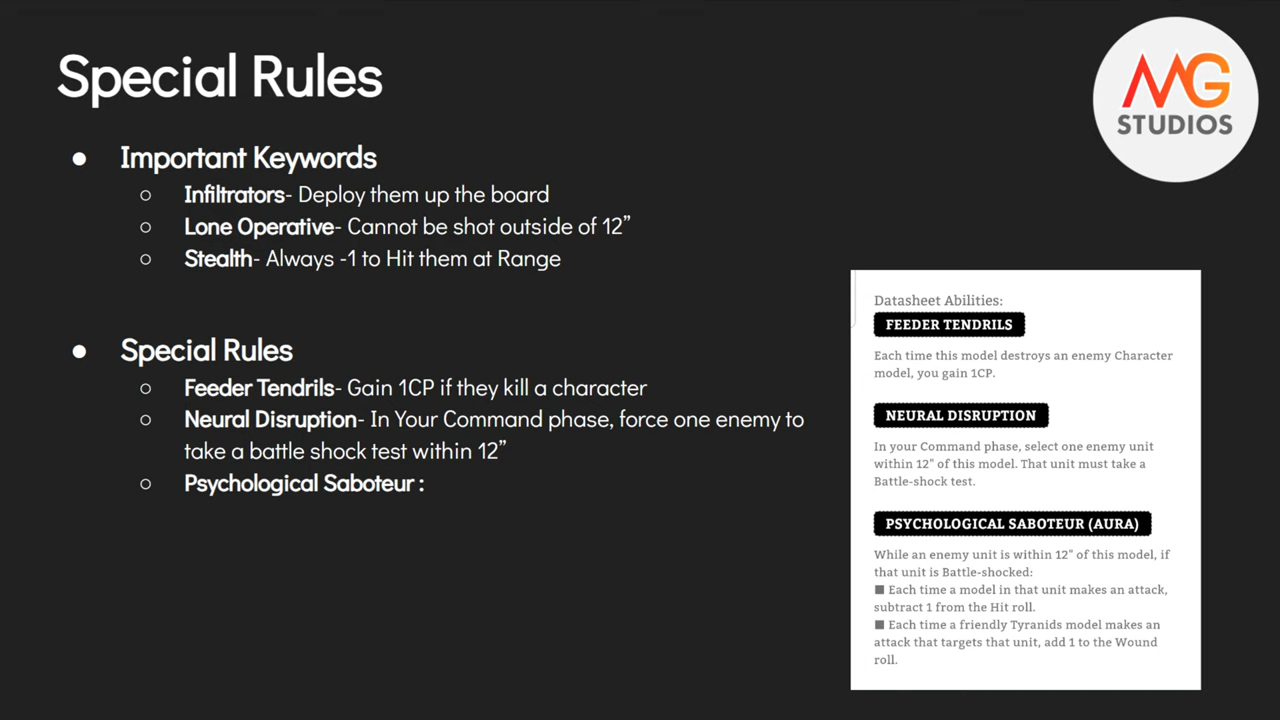 Special Rules
MG
STUDIOS
● Important Keywords
○ Infiltrators- Deploy them up the board
○ Lone Operative- Cannot be shot outside of 12”
○ Stealth- Always -1 to Hit them at Range
● Special Rules
○ Feeder Tendrils- Gain 1CP if they kill a character
○ Neural Disruption- In Your Command phase, force one enemy to
take a battle shock test within 12”
○ Psychological Saboteur :
Datasheet Abilities:
FEEDER TENDRILS
Each time this model destroys an enemy Character
model, you gain 1CP.
NEURAL DISRUPTION
In your Command phase, select one enemy unit
within 12" of this model. That unit must take a
Battle-shock test.
PSYCHOLOGICAL SABOTEUR (AURA)
While an enemy unit is within 12" of this model, if
that unit is Battle-shocked:
■ Each time a model in that unit makes an attack,
subtract 1 from the Hit roll.
■ Each time a friendly Tyranids model makes an
attack that targets that unit, add 1 to the Wound
roll.